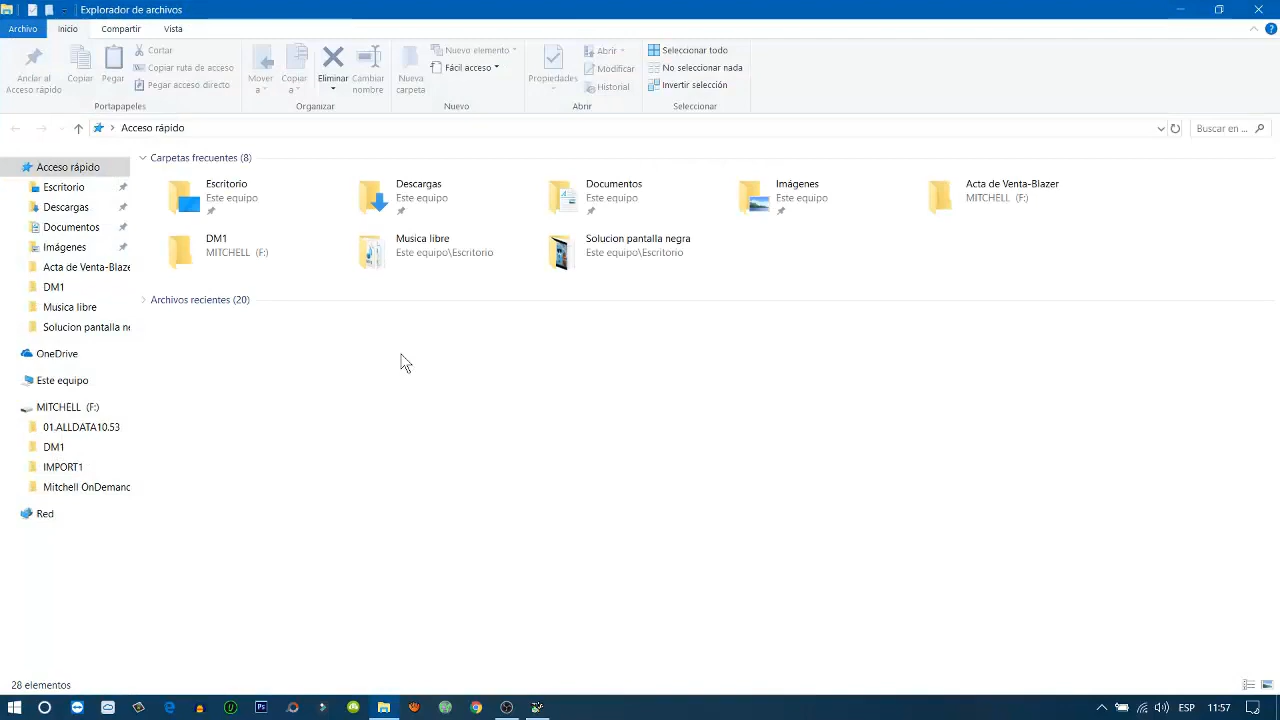 Explorador de archivos
Archivo Inicio Compartir Vista
Anclar al Acceso rápido
Copiar
Pegar
Cortar
Copiar ruta de acceso
Pegar acceso directo
Portapapeles
Mover a
Copiar a
Eliminar
Cambiar nombre
Organizar
Nueva carpeta
Nuevo elemento
Fácil acceso
Nuevo
Propiedades
Abrir
Modificar
Historial
Abrir
Seleccionar todo
No seleccionar nada
Invertir selección
Seleccionar
Acceso rápido
Buscar en ...
Acceso rápido
Escritorio
Descargas
Documentos
Imágenes
Acta de Venta-Blaze
DM1
Musica libre
Solucion pantalla ne
OneDrive
Este equipo
MITCHELL (F:)
01.ALLDATA10.53
DM1
IMPORT1
Mitchell OnDemand
Red
Carpetas frecuentes (8)
Escritorio
Este equipo
Descargas
Este equipo
Documentos
Este equipo
Imágenes
Este equipo
Acta de Venta-Blazer
MITCHELL (F:)
DM1
MITCHELL (F:)
Musica libre
Este equipo\Escritorio
Solucion pantalla negra
Este equipo\Escritorio
Archivos recientes (20)
28 elementos
Ps
ESP 11:57